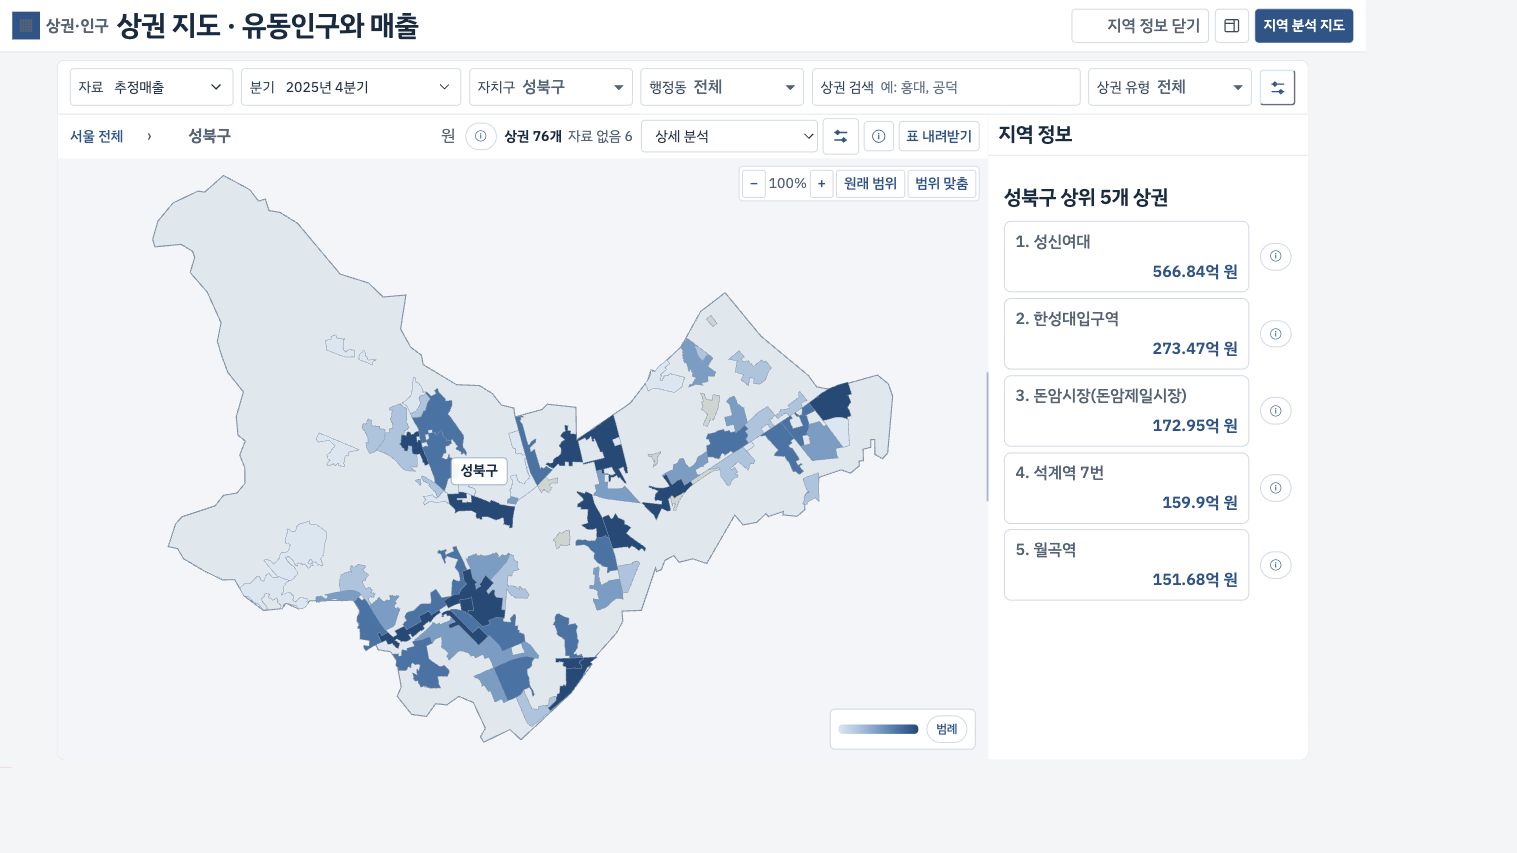 상권·인구 상권 지도 · 유동인구와 매출
지역 정보 닫기
지역 분석 지도
자료 추정매출
분기 2025년 4분기
자치구 성북구
행정동 전체
상권 검색 예: 홍대, 공덕
상권 유형 전체
서울 전체 › 성북구
원
상권 76개 자료 없음 6
상세 분석
표 내려받기
지역 정보
− 100% +
원래 범위
범위 맞춤
성북구
범례
성북구 상위 5개 상권
1. 성신여대
566.84억 원
2. 한성대입구역
273.47억 원
3. 돈암시장(돈암제일시장)
172.95억 원
4. 석계역 7번
159.9억 원
5. 월곡역
151.68억 원